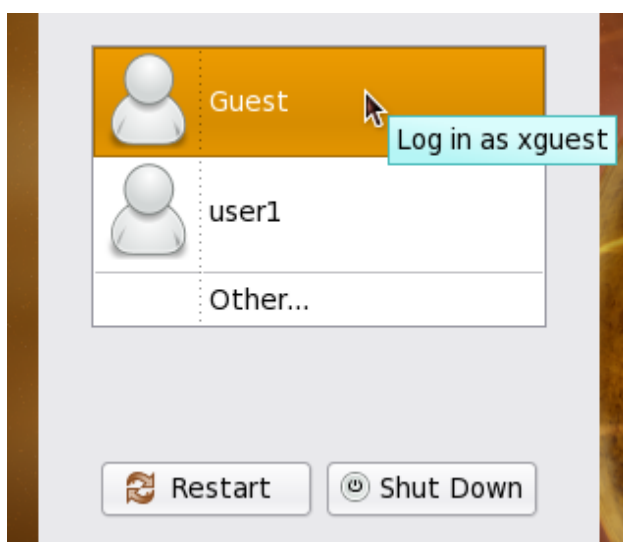 Guest
Log in as xguest
user1
Other...
Restart
Shut Down